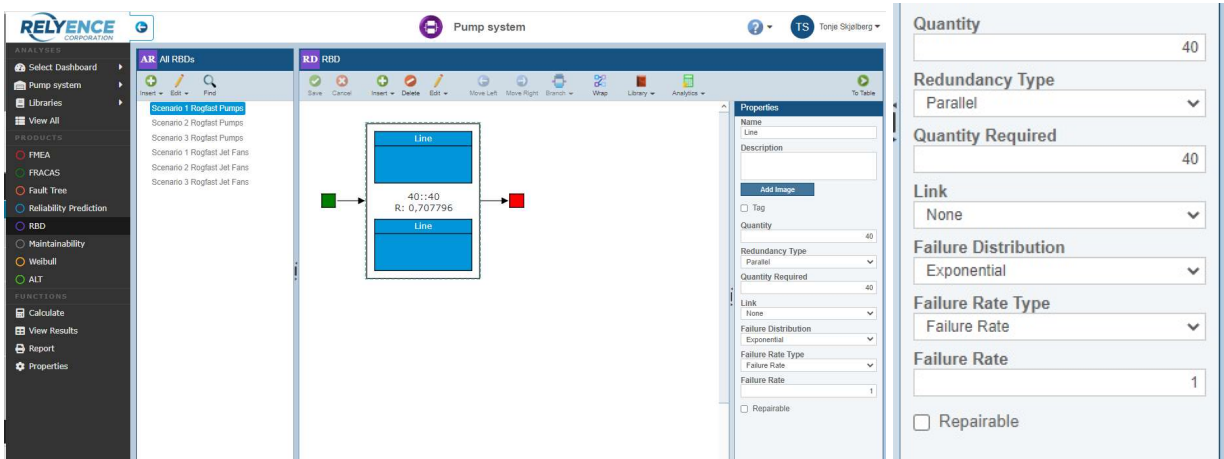 RELYENCE
CORPORATION
Pump system
?
TS
Tonje Skjølberg
ANALYSES
Select Dashboard
Pump system
Libraries
View All
PRODUCTS
FMEA
FRACAS
Fault Tree
Reliability Prediction
RBD
Maintainability
Weibull
ALT
FUNCTIONS
Calculate
View Results
Report
Properties
AR All RBDs
Insert Edit Find
Scenario 1 Rogfast Pumps
Scenario 2 Rogfast Pumps
Scenario 3 Rogfast Pumps
Scenario 1 Rogfast Jet Fans
Scenario 2 Rogfast Jet Fans
Scenario 3 Rogfast Jet Fans
RD RBD
Save Cancel Insert Delete Edit Move Left Move Right Branch Wrap Library Analytics To Table
Line
40::40
R: 0,707796
Line
Properties
Name
Line
Description
Add Image
Tag
Quantity
40
Redundancy Type
Parallel
Quantity Required
40
Link
None
Failure Distribution
Exponential
Failure Rate Type
Failure Rate
Failure Rate
1
Repairable
Quantity
40
Redundancy Type
Parallel
Quantity Required
40
Link
None
Failure Distribution
Exponential
Failure Rate Type
Failure Rate
Failure Rate
1
Repairable